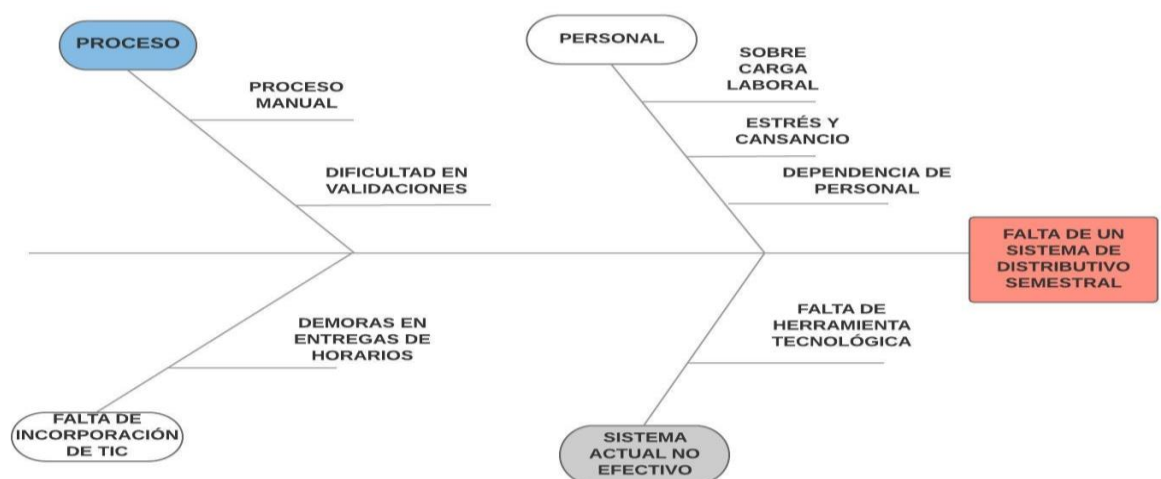 PROCESO
PROCESO
MANUAL
DIFICULTAD EN
VALIDACIONES
PERSONAL
SOBRE
CARGA
LABORAL
ESTRÉS Y
CANSANCIO
DEPENDENCIA DE
PERSONAL
FALTA DE UN
SISTEMA DE
DISTRIBUTIVO
SEMESTRAL
DEMORAS EN
ENTREGAS DE
HORARIOS
FALTA DE
INCORPORACIÓN
DE TIC
FALTA DE
HERRAMIENTA
TECNOLÓGICA
SISTEMA
ACTUAL NO
EFECTIVO